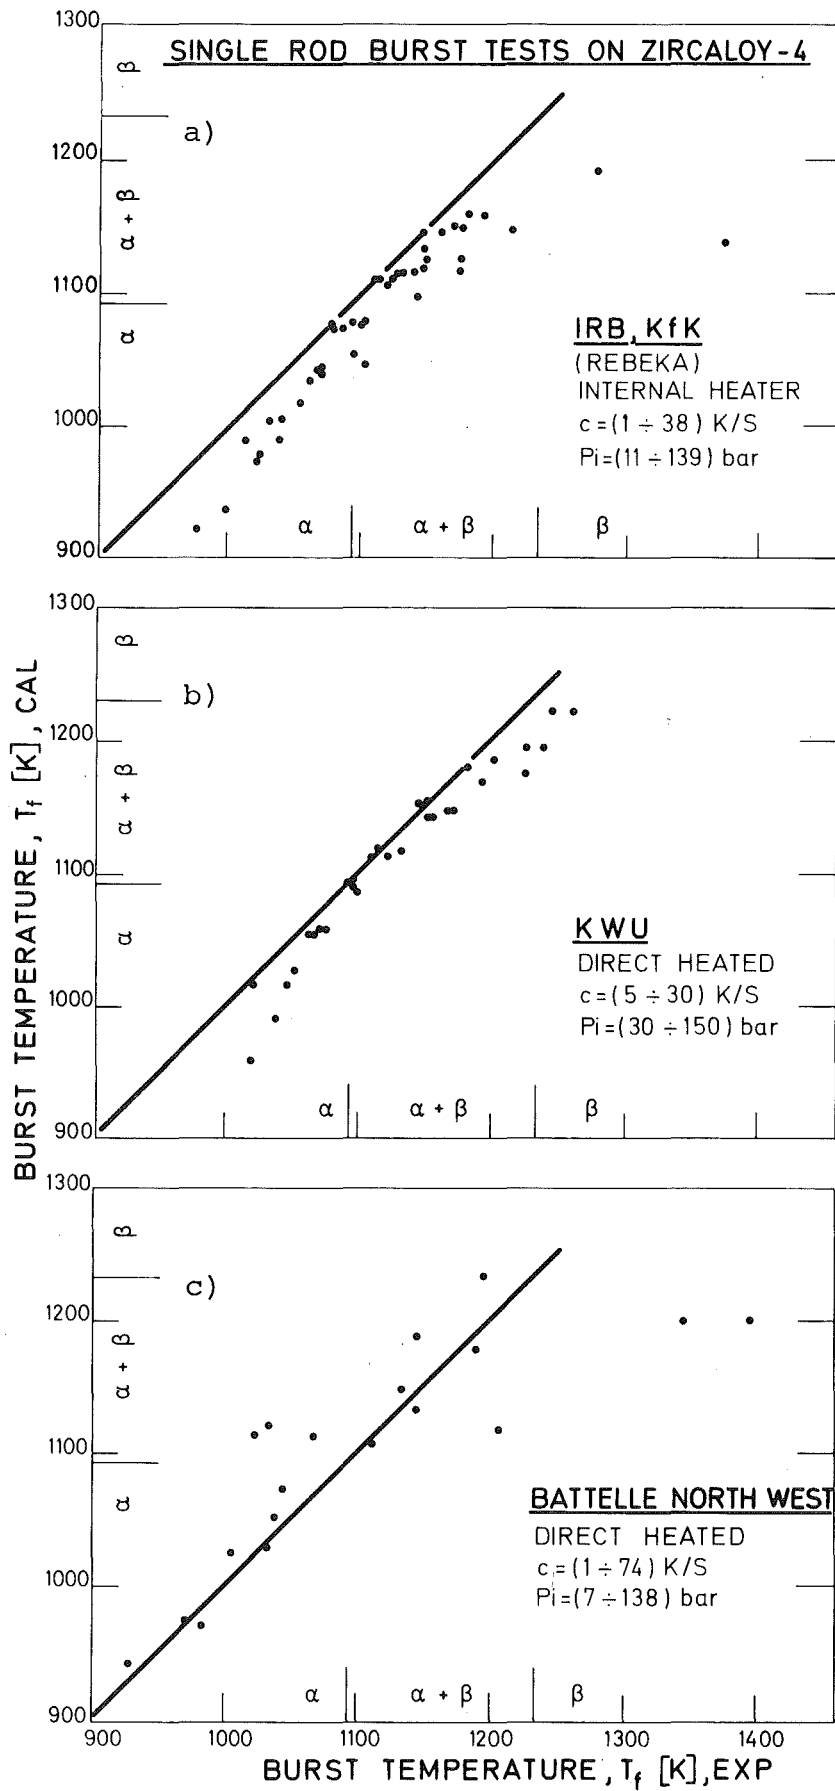 SINGLE ROD BURST TESTS ON ZIRCALOY-4
BURST TEMPERATURE, Tf [K], CAL
1300
β
a)
1200
α + β
1100
α
IRB, KfK
(REBEKA)
INTERNAL HEATER
c=(1 ÷ 38) K/S
Pi=(11 ÷ 139) bar
1000
α
α + β
β
900
1300
β
b)
1200
α + β
1100
α
KWU
DIRECT HEATED
c=(5 ÷ 30) K/S
Pi=(30 ÷ 150) bar
1000
α
α + β
β
900
1300
β
c)
1200
α + β
1100
α
BATTELLE NORTH WEST
DIRECT HEATED
c=(1 ÷ 74) K/S
Pi=(7 ÷ 138) bar
1000
α
α + β
β
900
900 1000 1100 1200 1300 1400
BURST TEMPERATURE, Tf [K], EXP